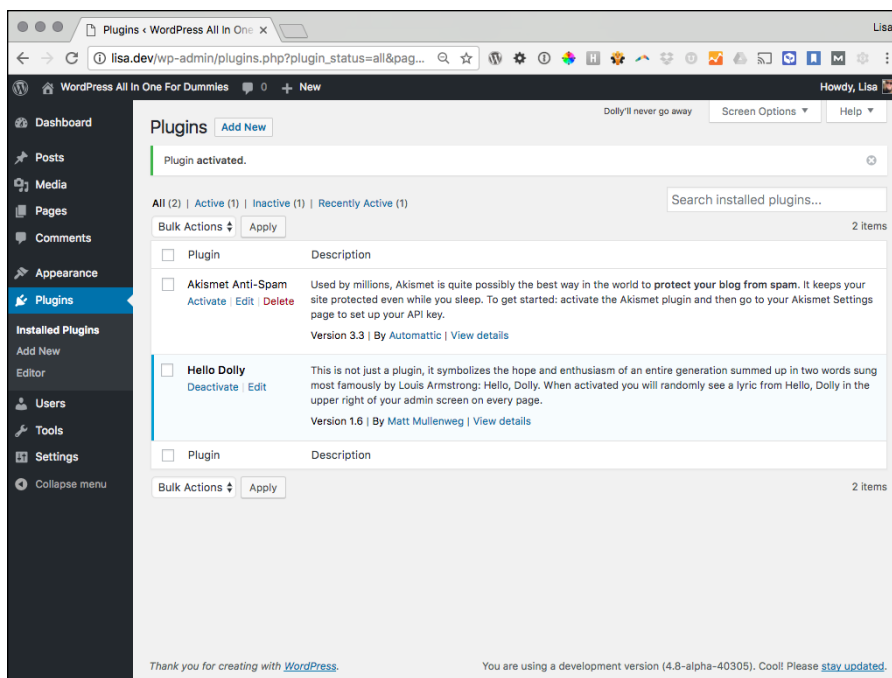 Plugins ‹ WordPress All In One
Lisa
lisa.dev/wp-admin/plugins.php?plugin_status=all&pag...
WordPress All In One For Dummies 0 + New Howdy, Lisa
Dashboard
Posts
Media
Pages
Comments
Appearance
Plugins
Installed Plugins
Add New
Editor
Users
Tools
Settings
Collapse menu
Dolly'll never go away Screen Options Help
Plugins Add New
Plugin activated.
All (2) | Active (1) | Inactive (1) | Recently Active (1)
Search installed plugins...
Bulk Actions Apply 2 items
Plugin Description
Akismet Anti-Spam
Activate | Edit | Delete
Used by millions, Akismet is quite possibly the best way in the world to protect your blog from spam. It keeps your
site protected even while you sleep. To get started: activate the Akismet plugin and then go to your Akismet Settings
page to set up your API key.
Version 3.3 | By Automattic | View details
Hello Dolly
Deactivate | Edit
This is not just a plugin, it symbolizes the hope and enthusiasm of an entire generation summed up in two words sung
most famously by Louis Armstrong: Hello, Dolly. When activated you will randomly see a lyric from Hello, Dolly in the
upper right of your admin screen on every page.
Version 1.6 | By Matt Mullenweg | View details
Plugin Description
Bulk Actions Apply 2 items
Thank you for creating with WordPress. You are using a development version (4.8-alpha-40305). Cool! Please stay updated.